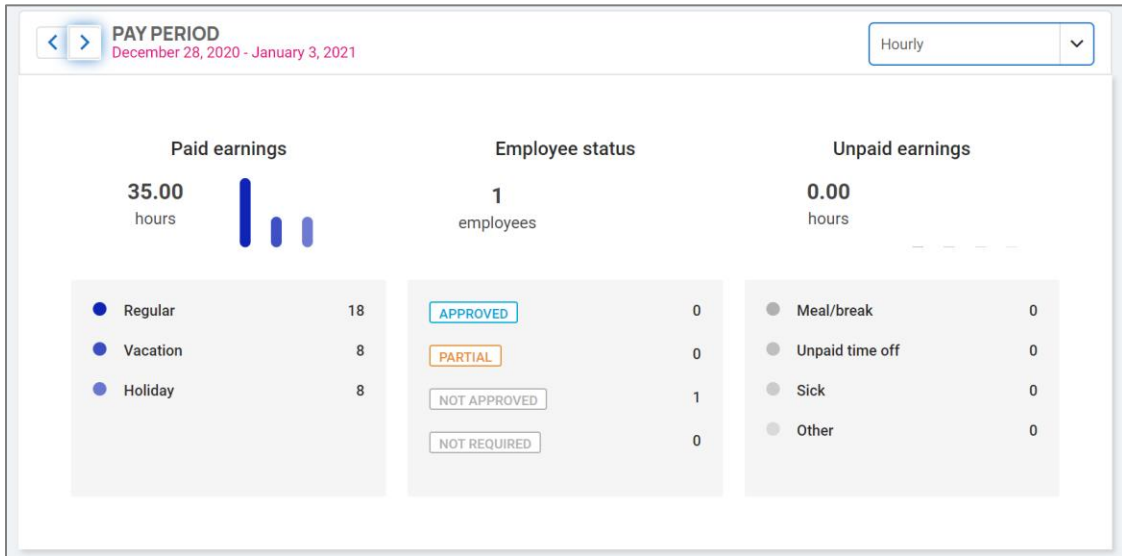 PAY PERIOD
December 28, 2020 - January 3, 2021
Hourly
Paid earnings
35.00
hours
Regular 18
Vacation 8
Holiday 8
Employee status
1
employees
APPROVED 0
PARTIAL 0
NOT APPROVED 1
NOT REQUIRED 0
Unpaid earnings
0.00
hours
Meal/break 0
Unpaid time off 0
Sick 0
Other 0